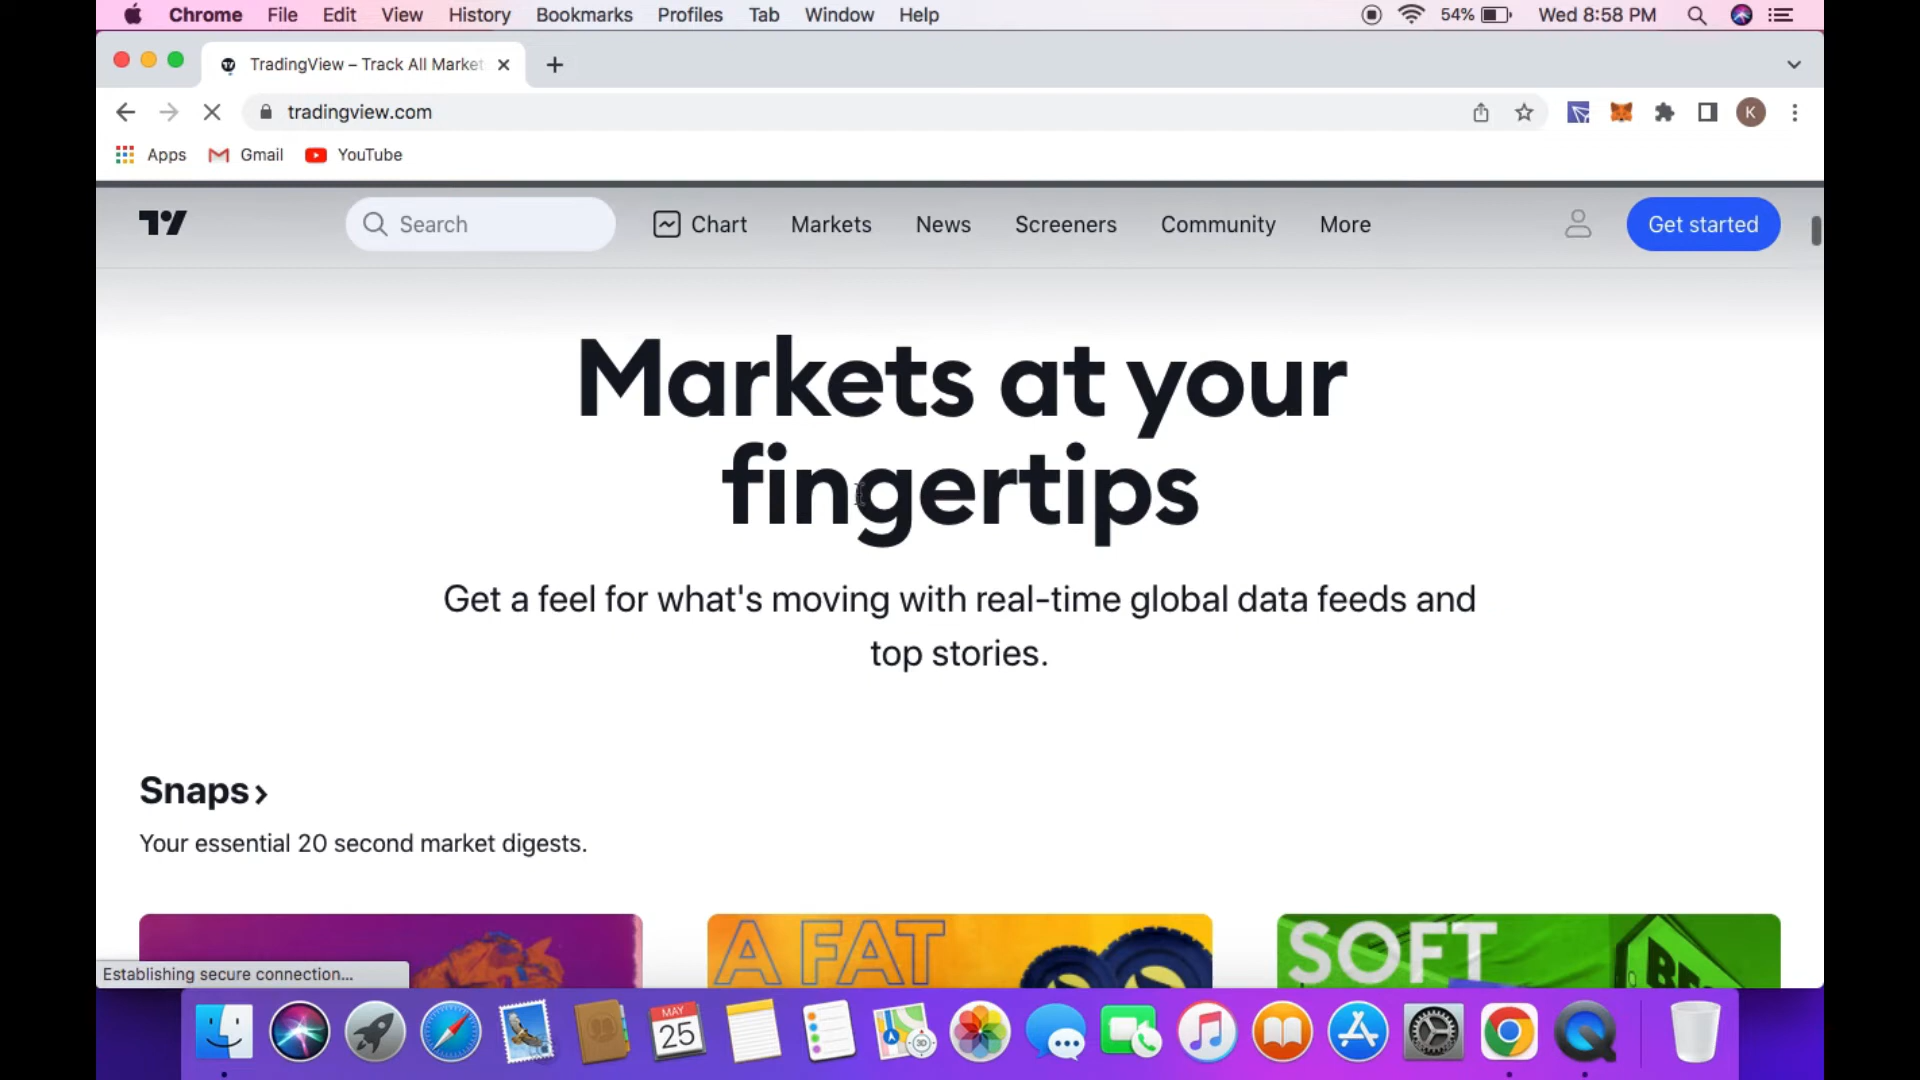 Chrome File Edit View History Bookmarks Profiles Tab Window Help 54% Wed 8:58 PM
TradingView – Track All Market
tradingview.com K
Apps Gmail YouTube
Search Chart Markets News Screeners Community More Get started
Markets at your
fingertips
Get a feel for what's moving with real-time global data feeds and
top stories.
Snaps
Your essential 20 second market digests.
A FAT SOFT
Establishing secure connection...
MAY
25
3D